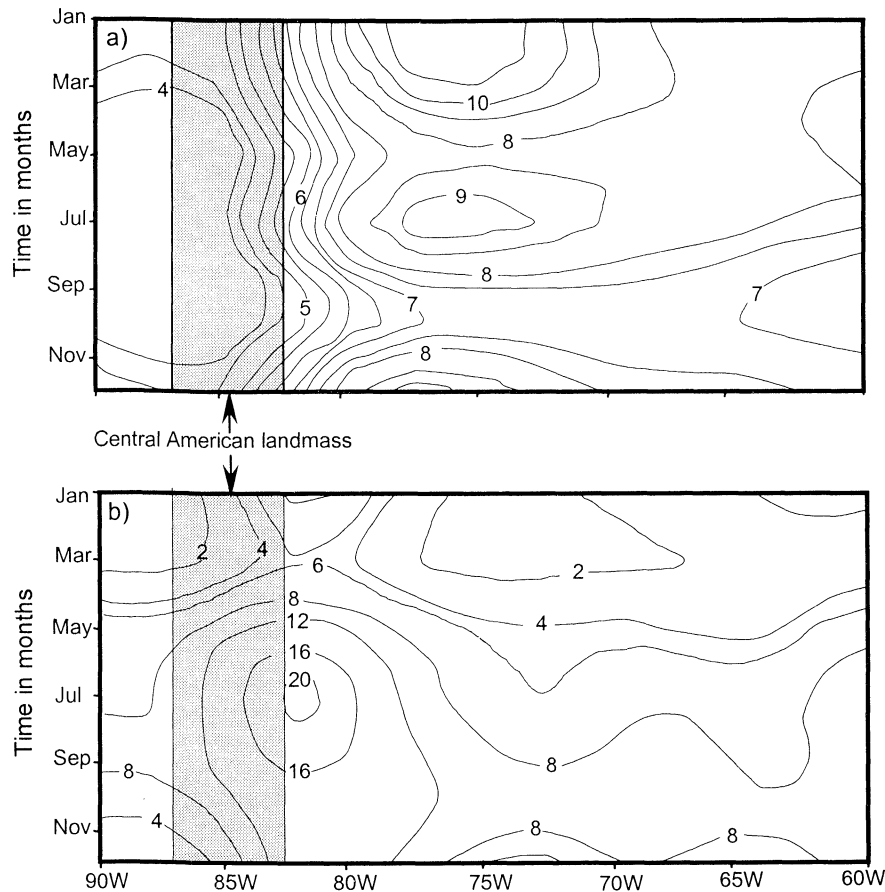 a)
Jan
Mar
May
Jul
Sep
Nov
Time in months
4
10
8
6
9
8
5
7
7
8
Central American landmass
b)
Jan
Mar
May
Jul
Sep
Nov
Time in months
2
4
6
2
8
4
12
16
20
8
16
8
4
8
8
90W 85W 80W 75W 70W 65W 60W